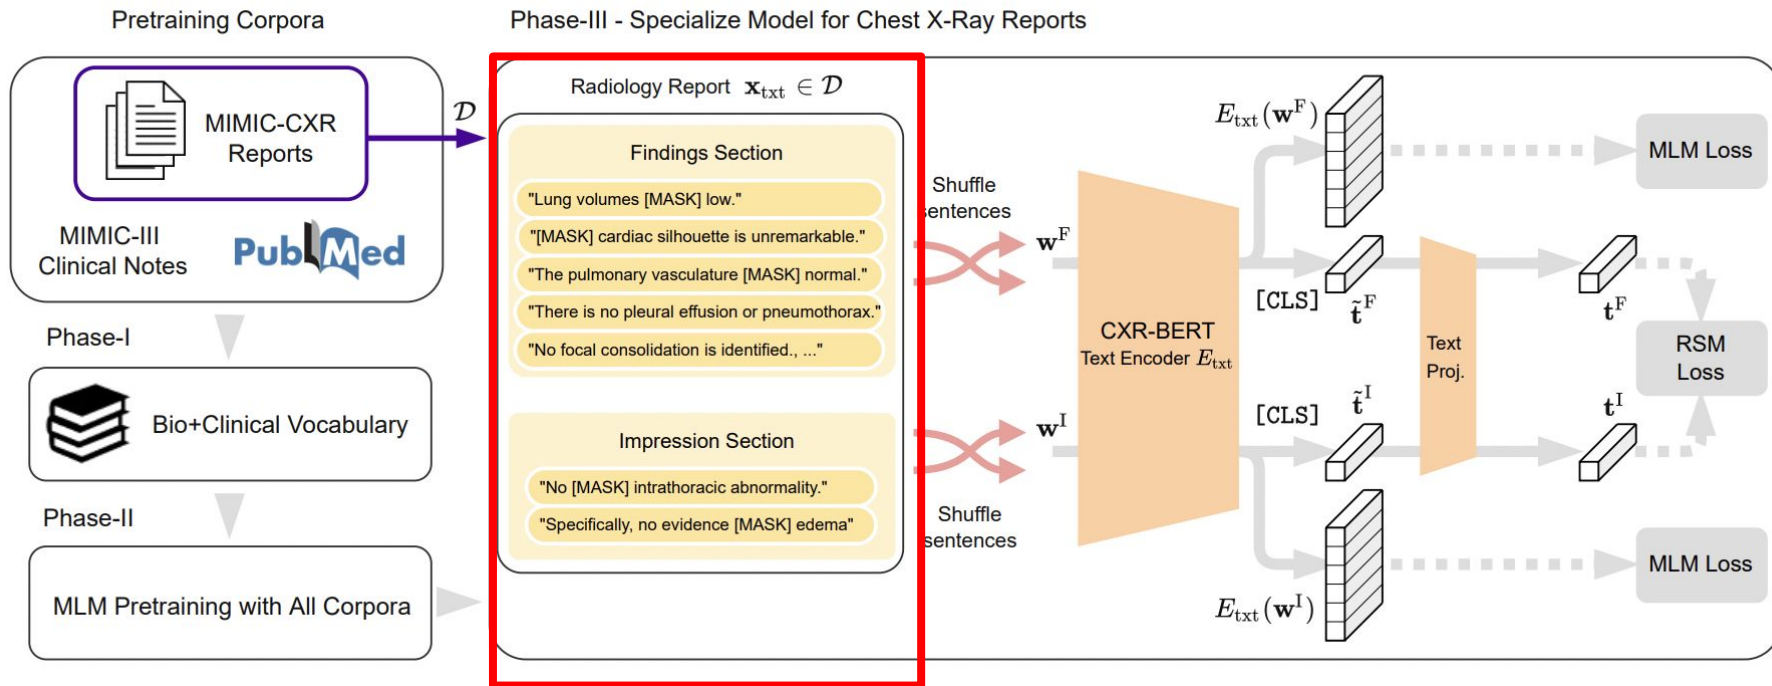 Pretraining Corpora
MIMIC-CXR
Reports
MIMIC-III
Clinical Notes
PubMed
𝒟
Phase-I
Bio+Clinical Vocabulary
Phase-II
MLM Pretraining with All Corpora
Phase-III - Specialize Model for Chest X-Ray Reports
Radiology Report x_txt ∈ 𝒟
Findings Section
"Lung volumes [MASK] low."
"[MASK] cardiac silhouette is unremarkable."
"The pulmonary vasculature [MASK] normal."
"There is no pleural effusion or pneumothorax."
"No focal consolidation is identified., ..."
Impression Section
"No [MASK] intrathoracic abnormality."
"Specifically, no evidence [MASK] edema"
Shuffle
sentences
w^F
w^I
Shuffle
sentences
CXR-BERT
Text Encoder E_txt
E_txt(w^F)
MLM Loss
[CLS]
t̃^F
Text
Proj.
t^F
RSM
Loss
[CLS]
t̃^I
t^I
E_txt(w^I)
MLM Loss